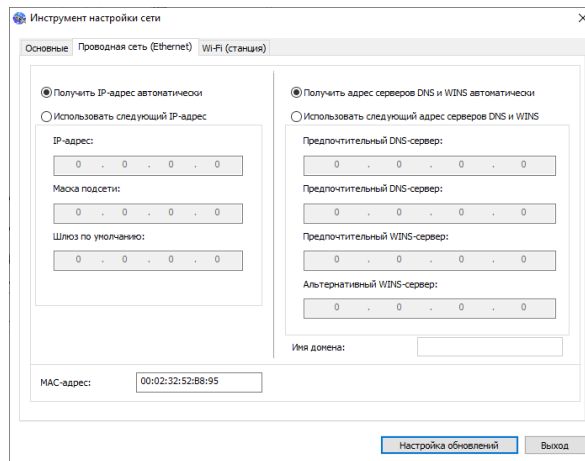 Инструмент настройки сети
Основные
Проводная сеть (Ethernet)
Wi-Fi (станция)
Получить IP-адрес автоматически
Использовать следующий IP-адрес
IP-адрес:
0 . 0 . 0 . 0
Маска подсети:
0 . 0 . 0 . 0
Шлюз по умолчанию:
0 . 0 . 0 . 0
Получить адрес серверов DNS и WINS автоматически
Использовать следующий адрес серверов DNS и WINS
Предпочтительный DNS-сервер:
0 . 0 . 0 . 0
Предпочтительный DNS-сервер:
0 . 0 . 0 . 0
Предпочтительный WINS-сервер:
0 . 0 . 0 . 0
Альтернативный WINS-сервер:
0 . 0 . 0 . 0
Имя домена:
MAC-адрес:
00:02:32:52:B8:95
Настройка обновлений
Выход